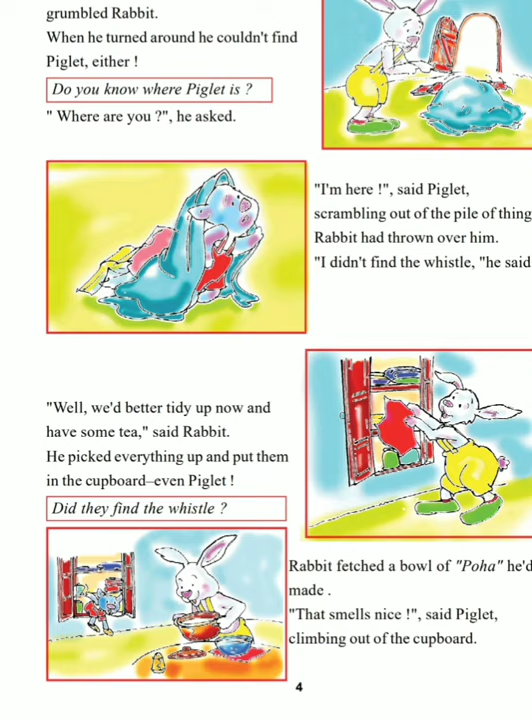 grumbled Rabbit.
When he turned around he couldn't find
Piglet, either !
Do you know where Piglet is ?
" Where are you ?", he asked.
"I'm here !", said Piglet,
scrambling out of the pile of thing
Rabbit had thrown over him.
"I didn't find the whistle, "he said
"Well, we'd better tidy up now and
have some tea," said Rabbit.
He picked everything up and put them
in the cupboard–even Piglet !
Did they find the whistle ?
Rabbit fetched a bowl of "Poha" he'd
made .
"That smells nice !", said Piglet,
climbing out of the cupboard.
4